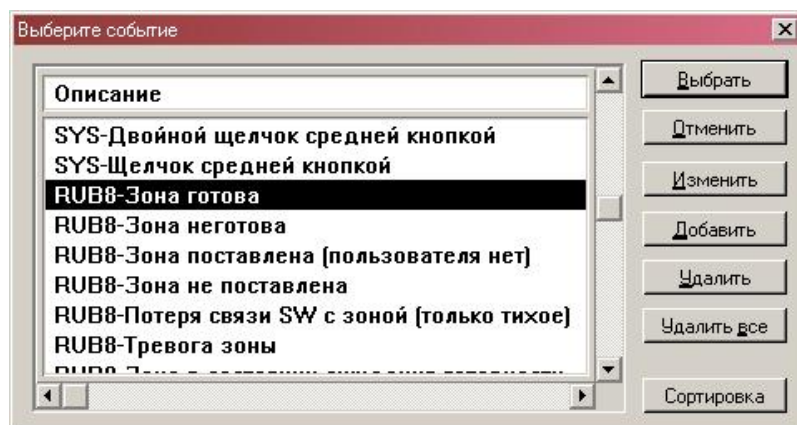 Выберите событие
Описание
SYS-Двойной щелчок средней кнопкой
SYS-Щелчок средней кнопкой
RUB8-Зона готова
RUB8-Зона неготова
RUB8-Зона поставлена (пользователя нет)
RUB8-Зона не поставлена
RUB8-Потеря связи SW с зоной (только тихое)
RUB8-Тревога зоны
Выбрать
Отменить
Изменить
Добавить
Удалить
Удалить все
Сортировка